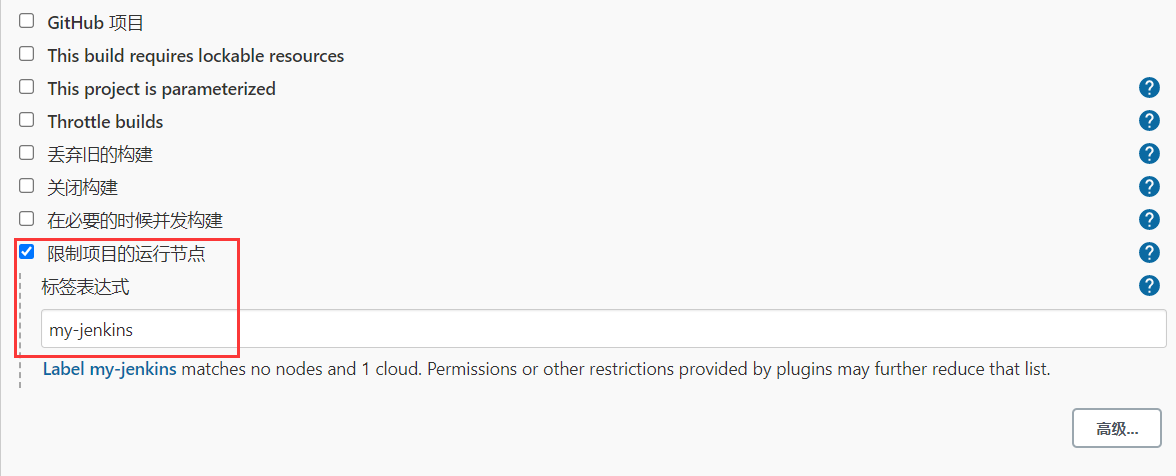 GitHub 项目
This build requires lockable resources
This project is parameterized
?
Throttle builds
?
丢弃旧的构建
?
关闭构建
?
在必要的时候并发构建
?
限制项目的运行节点
?
标签表达式
?
my-jenkins
Label my-jenkins matches no nodes and 1 cloud. Permissions or other restrictions provided by plugins may further reduce that list.
高级...